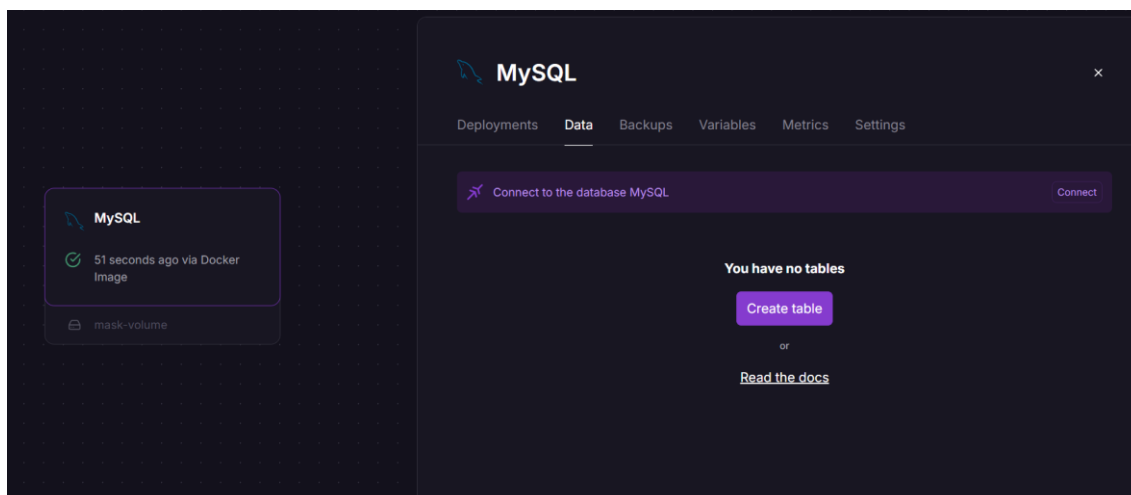 MySQL
51 seconds ago via Docker
Image
mask-volume
MySQL
Deployments Data Backups Variables Metrics Settings
Connect to the database MySQL Connect
You have no tables
Create table
or
Read the docs